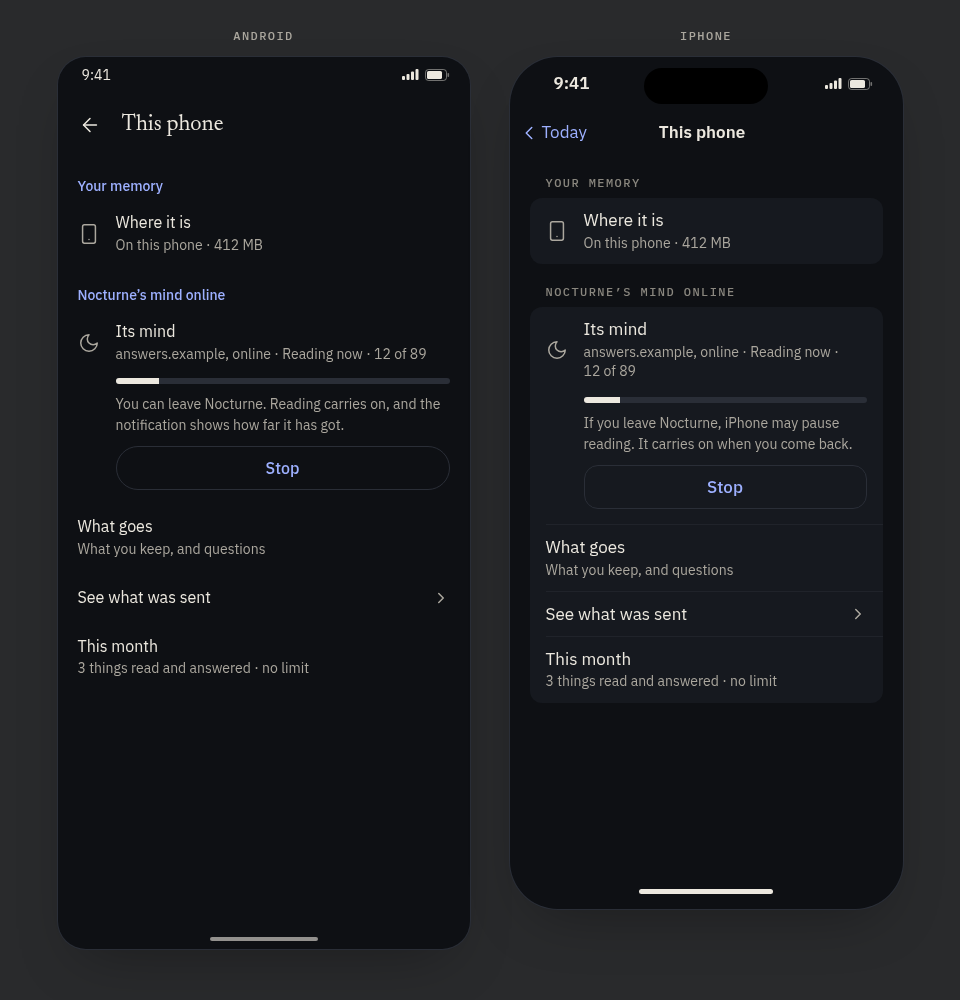 ANDROID
9:41
This phone
Your memory
Where it is
On this phone · 412 MB
Nocturne’s mind online
Its mind
answers.example, online · Reading now · 12 of 89
You can leave Nocturne. Reading carries on, and the
notification shows how far it has got.
Stop
What goes
What you keep, and questions
See what was sent
This month
3 things read and answered · no limit
IPHONE
9:41
Today
This phone
YOUR MEMORY
Where it is
On this phone · 412 MB
NOCTURNE’S MIND ONLINE
Its mind
answers.example, online · Reading now ·
12 of 89
If you leave Nocturne, iPhone may pause
reading. It carries on when you come back.
Stop
What goes
What you keep, and questions
See what was sent
This month
3 things read and answered · no limit